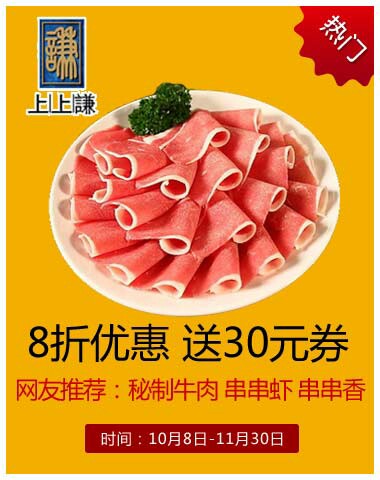 热门
謙
上上謙
8折优惠 送30元券
网友推荐：秘制牛肉 串串虾 串串香
时间：10月8日-11月30日